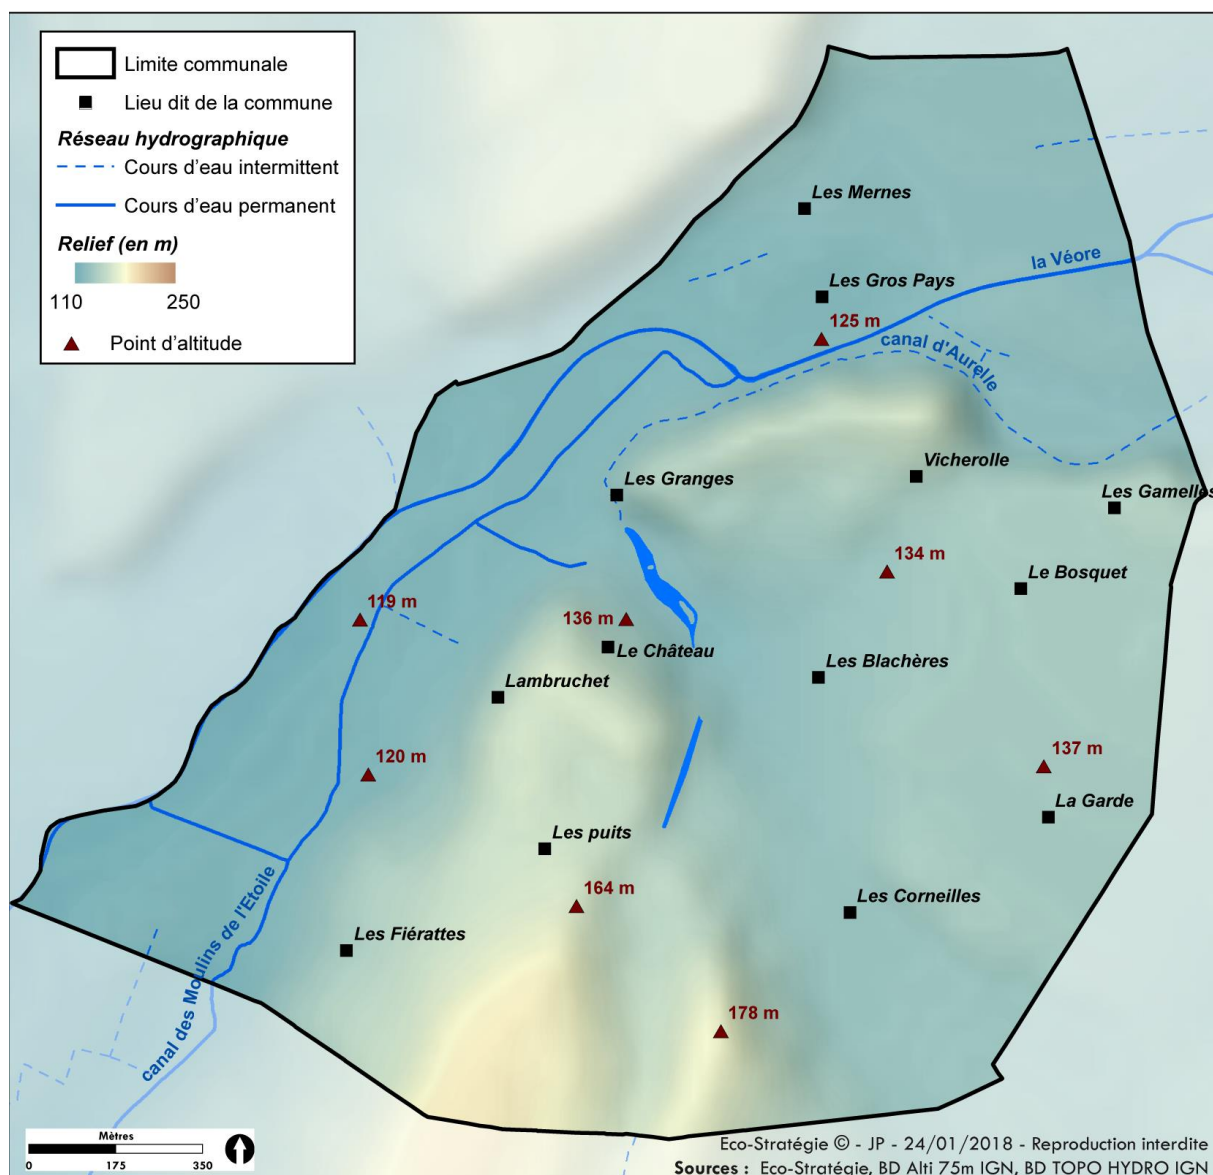 Limite communale
Lieu dit de la commune
Réseau hydrographique
Cours d'eau intermittent
Cours d'eau permanent
Relief (en m)
110 250
Point d'altitude
Les Mernes
la Véore
Les Gros Pays
125 m
canal d'Aurelle
Vicherolle
Les Granges
Les Gamelles
134 m
Le Bosquet
119 m
136 m
Le Château
Les Blachères
Lambruchet
120 m
137 m
La Garde
Les puits
164 m
Les Corneilles
Les Fiérattes
canal des Moulins de l'Etoile
178 m
Mètres
0 175 350
Eco-Stratégie © - JP - 24/01/2018 - Reproduction interdite
Sources : Eco-Stratégie, BD Alti 75m IGN, BD TOPO HYDRO IGN